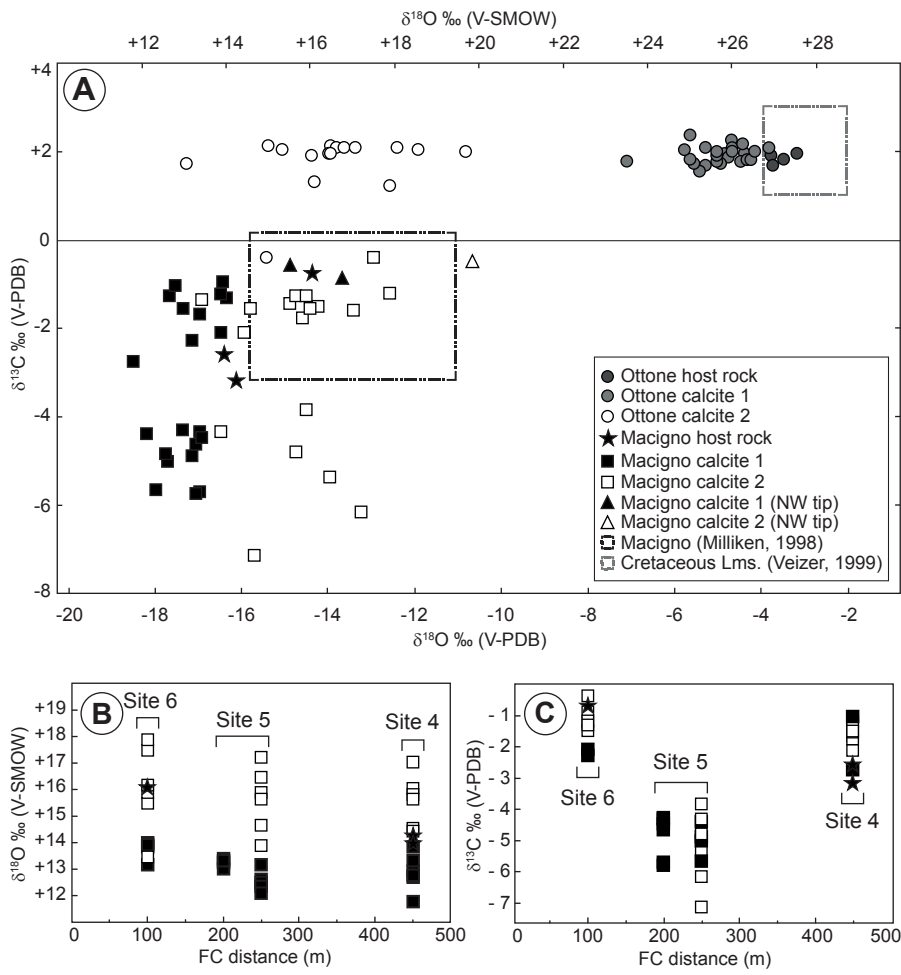 δ¹⁸O ‰ (V-SMOW)
+12 +14 +16 +18 +20 +22 +24 +26 +28
A
+4
+2
0
-2
-4
-6
-8
δ¹³C ‰ (V-PDB)
Ottone host rock
Ottone calcite 1
Ottone calcite 2
Macigno host rock
Macigno calcite 1
Macigno calcite 2
Macigno calcite 1 (NW tip)
Macigno calcite 2 (NW tip)
Macigno (Milliken, 1998)
Cretaceous Lms. (Veizer, 1999)
-20 -18 -16 -14 -12 -10 -8 -6 -4 -2
δ¹⁸O ‰ (V-PDB)
B
Site 6
Site 5
Site 4
+19
+18
+17
+16
+15
+14
+13
+12
δ¹⁸O ‰ (V-SMOW)
0 100 200 300 400 500
FC distance (m)
C
Site 5
Site 6
Site 4
- 1
- 2
- 3
- 4
- 5
- 6
- 7
δ¹³C ‰ (V-PDB)
0 100 200 300 400 500
FC distance (m)